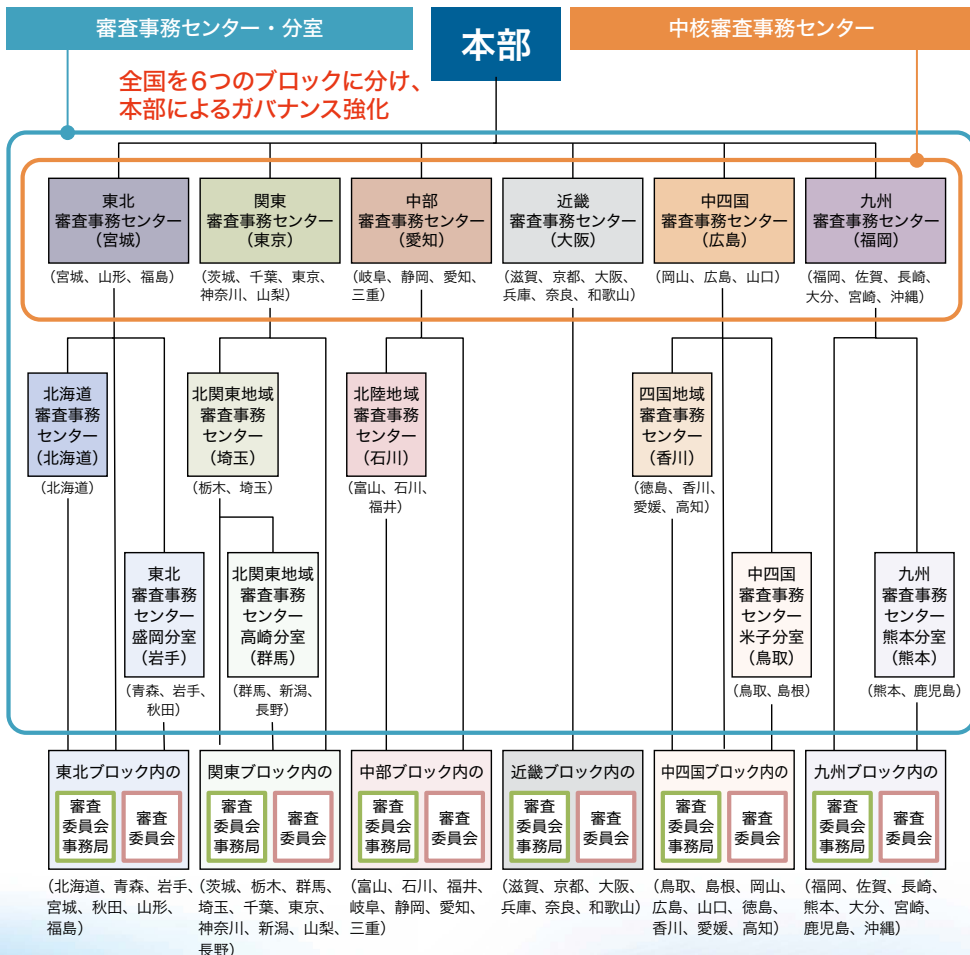 審査事務センター・分室
本部
中核審査事務センター
全国を6つのブロックに分け、
本部によるガバナンス強化
東北
審査事務センター
(宮城)
(宮城、山形、福島)
関東
審査事務センター
(東京)
(茨城、千葉、東京、
神奈川、山梨)
中部
審査事務センター
(愛知)
(岐阜、静岡、愛知、
三重)
近畿
審査事務センター
(大阪)
(滋賀、京都、大阪、
兵庫、奈良、和歌山)
中四国
審査事務センター
(広島)
(岡山、広島、山口)
九州
審査事務センター
(福岡)
(福岡、佐賀、長崎、
大分、宮崎、沖縄)
北海道
審査事務
センター
(北海道)
(北海道)
北関東地域
審査事務
センター
(埼玉)
(栃木、埼玉)
北陸地域
審査事務
センター
(石川)
(富山、石川、
福井)
四国地域
審査事務
センター
(香川)
(徳島、香川、
愛媛、高知)
東北
審査事務
センター
盛岡分室
(岩手)
(青森、岩手、
秋田)
北関東地域
審査事務
センター
高崎分室
(群馬)
(群馬、新潟、
長野)
中四国
審査事務
センター
米子分室
(鳥取)
(鳥取、島根)
九州
審査事務
センター
熊本分室
(熊本)
(熊本、鹿児島)
東北ブロック内の
審査
委員会
事務局
審査
委員会
(北海道、青森、岩手、
宮城、秋田、山形、
福島)
関東ブロック内の
審査
委員会
事務局
審査
委員会
(茨城、栃木、群馬、
埼玉、千葉、東京、
神奈川、新潟、山梨、
長野)
中部ブロック内の
審査
委員会
事務局
審査
委員会
(富山、石川、福井、
岐阜、静岡、愛知、
三重)
近畿ブロック内の
審査
委員会
事務局
審査
委員会
(滋賀、京都、大阪、
兵庫、奈良、和歌山)
中四国ブロック内の
審査
委員会
事務局
審査
委員会
(鳥取、島根、岡山、
広島、山口、徳島、
香川、愛媛、高知)
九州ブロック内の
審査
委員会
事務局
審査
委員会
(福岡、佐賀、長崎、
熊本、大分、宮崎、
鹿児島、沖縄)